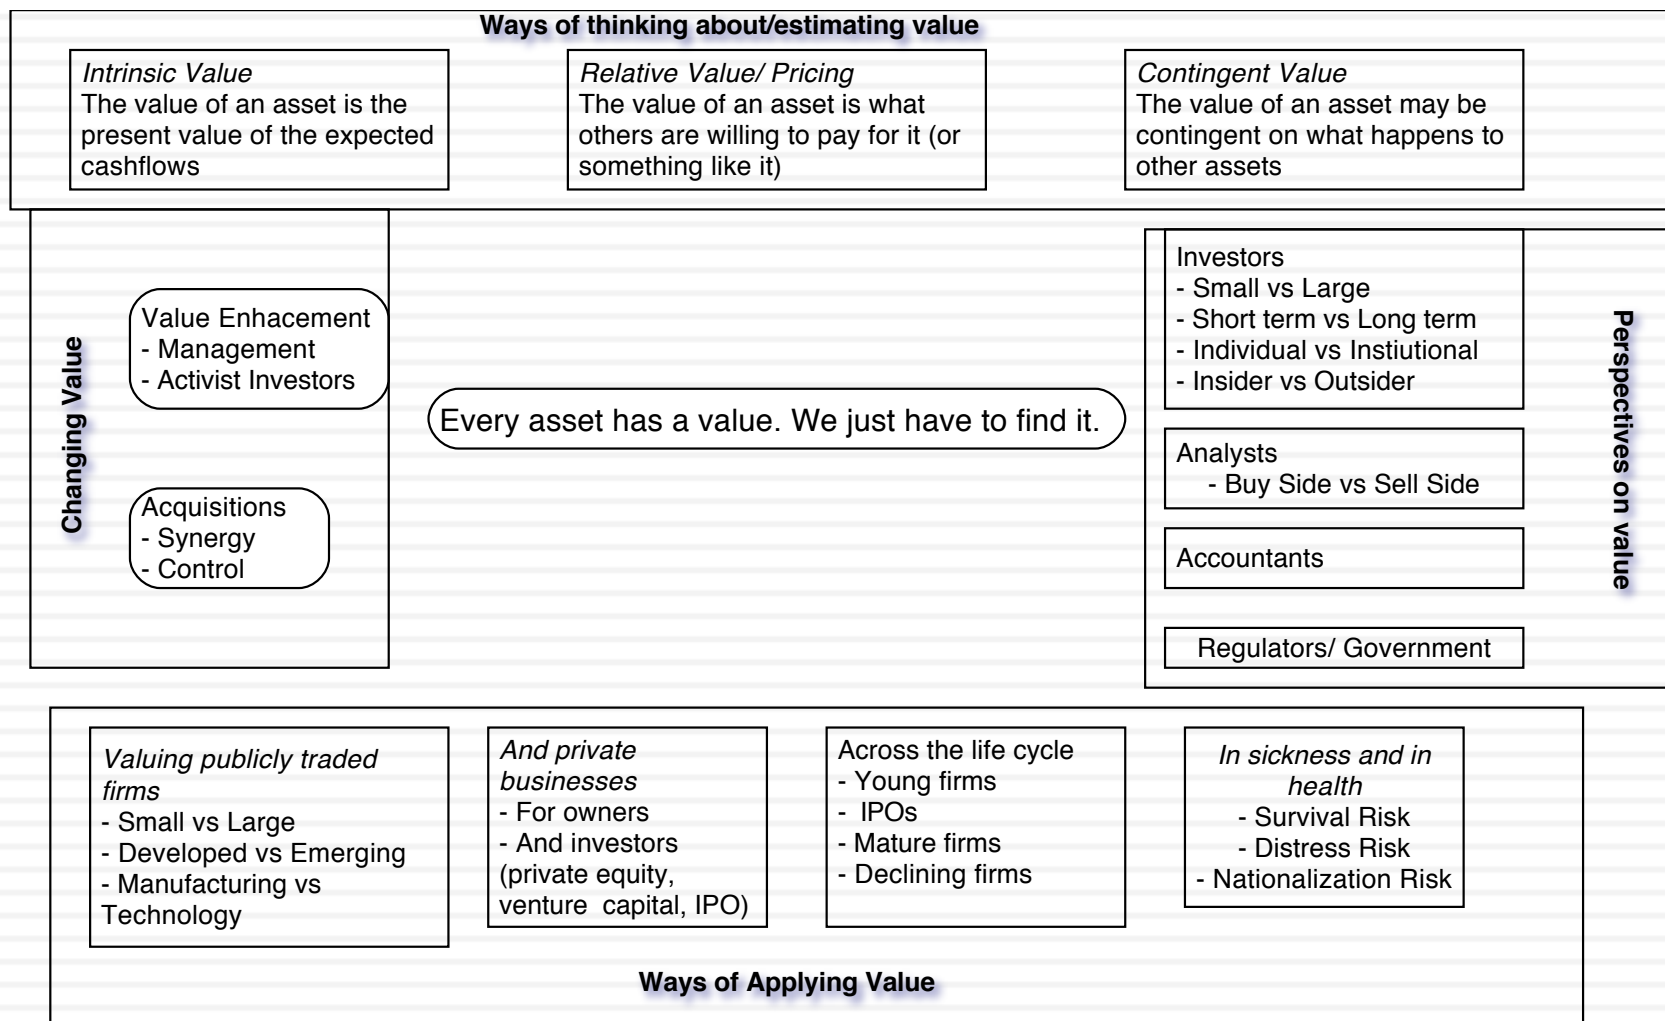 Ways of thinking about/estimating value
Intrinsic Value
The value of an asset is the
present value of the expected
cashflows
Relative Value/ Pricing
The value of an asset is what
others are willing to pay for it (or
something like it)
Contingent Value
The value of an asset may be
contingent on what happens to
other assets
Changing Value
Value Enhacement
- Management
- Activist Investors
Acquisitions
- Synergy
- Control
Every asset has a value. We just have to find it.
Investors
- Small vs Large
- Short term vs Long term
- Individual vs Instiutional
- Insider vs Outsider
Analysts
- Buy Side vs Sell Side
Accountants
Regulators/ Government
Perspectives on value
Valuing publicly traded
firms
- Small vs Large
- Developed vs Emerging
- Manufacturing vs
Technology
And private
businesses
- For owners
- And investors
(private equity,
venture capital, IPO)
Across the life cycle
- Young firms
- IPOs
- Mature firms
- Declining firms
In sickness and in
health
- Survival Risk
- Distress Risk
- Nationalization Risk
Ways of Applying Value